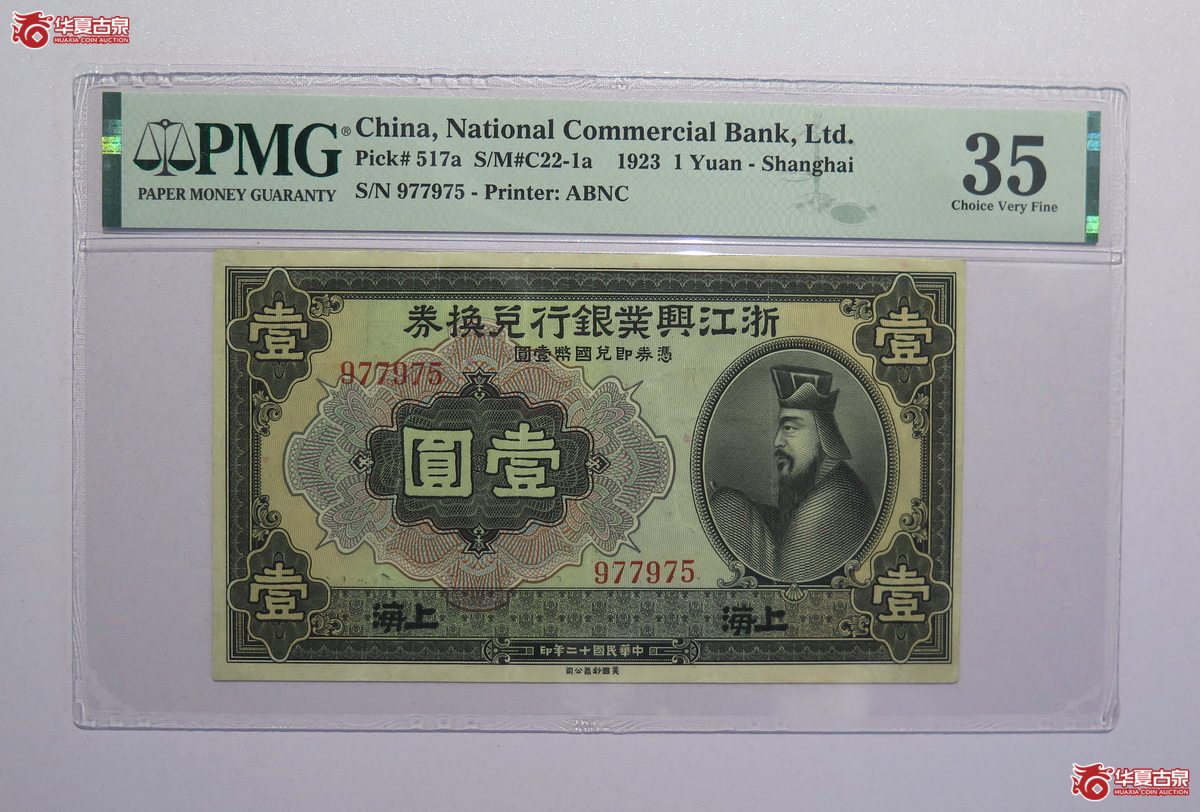 华夏古泉
HUAXIA COIN AUCTION
PMG®
PAPER MONEY GUARANTY
China, National Commercial Bank, Ltd.
Pick# 517a S/M#C22-1a 1923 1 Yuan - Shanghai
S/N 977975 - Printer: ABNC
35
Choice Very Fine
壹
壹
券換兌行銀業興江浙
圓壹幣國兌即券憑
977975
圓壹
977975
壹
壹
海上
海上
印年二十國民華中
司公票鈔國美
华夏古泉
HUAXIA COIN AUCTION